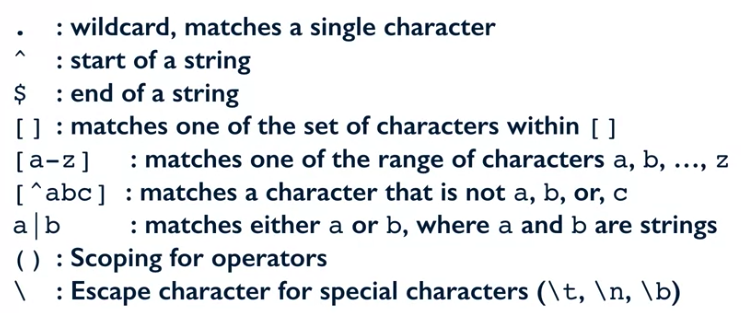 . : wildcard, matches a single character
^ : start of a string
$ : end of a string
[] : matches one of the set of characters within []
[a-z] : matches one of the range of characters a, b, ..., z
[^abc] : matches a character that is not a, b, or, c
a|b : matches either a or b, where a and b are strings
() : Scoping for operators
\ : Escape character for special characters (\t, \n, \b)